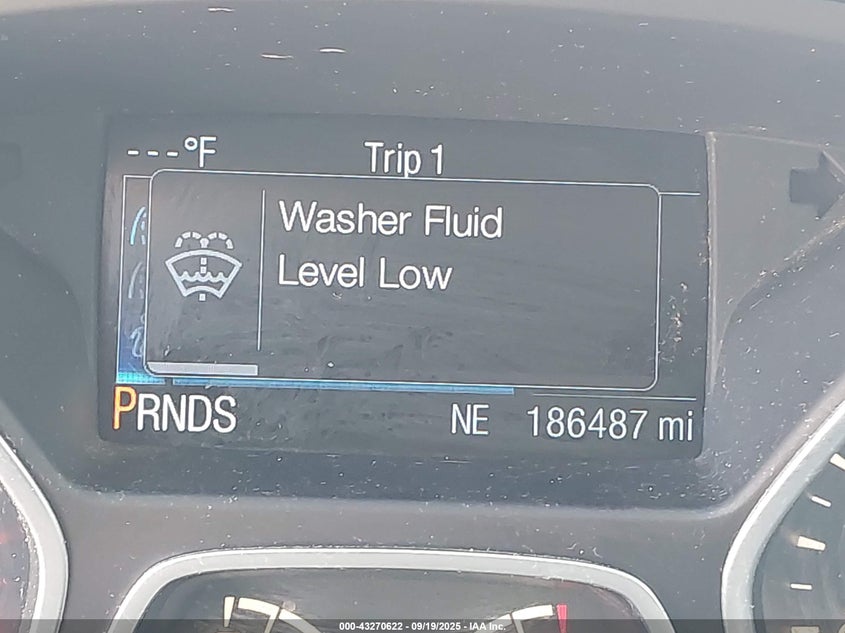 ---°F Trip 1
Washer Fluid
Level Low
PRNDS NE 186487 mi
000-43270622 - 09/19/2025 - IAA Inc.